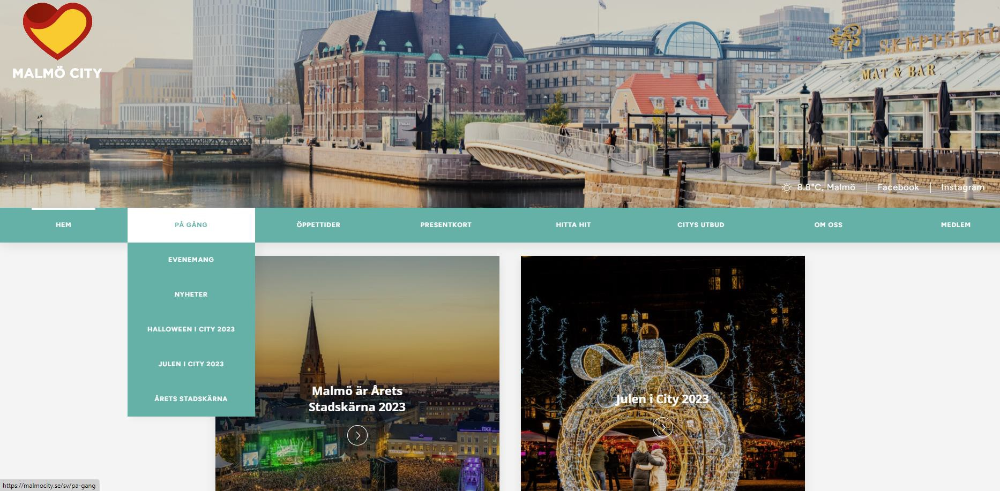 MALMÖ CITY
SKEPPSBRO
MAT & BAR
8.8°C, Malmö
Facebook
Instagram
HEM
PÅ GÅNG
ÖPPETTIDER
PRESENTKORT
HITTA HIT
CITYS UTBUD
OM OSS
MEDLEM
EVENEMANG
NYHETER
HALLOWEEN I CITY 2023
JULEN I CITY 2023
ÅRETS STADSKÄRNA
Malmö är Årets
Stadskärna 2023
Julen i City 2023
https://malmocity.se/sv/pa-gang